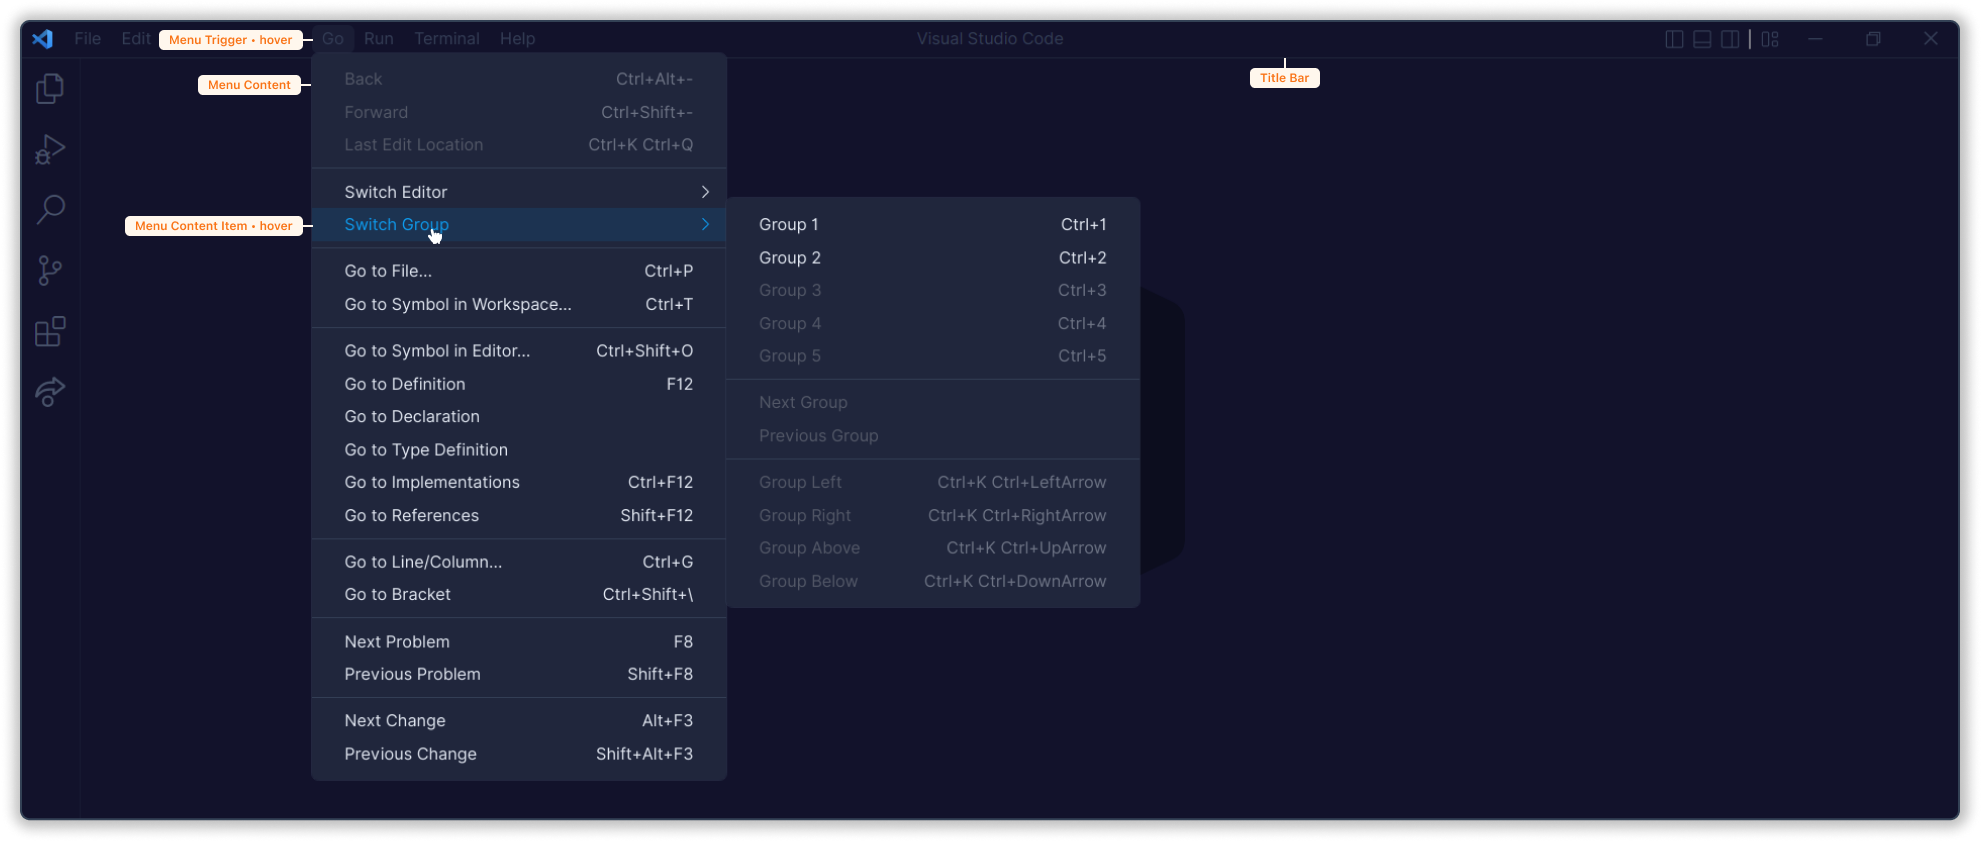 File Edit Menu Trigger • hover Go Run Terminal Help
Visual Studio Code
Title Bar
Menu Content
Menu Content Item • hover
Back Ctrl+Alt+-
Forward Ctrl+Shift+-
Last Edit Location Ctrl+K Ctrl+Q
Switch Editor
Switch Group
Go to File... Ctrl+P
Go to Symbol in Workspace... Ctrl+T
Go to Symbol in Editor... Ctrl+Shift+O
Go to Definition F12
Go to Declaration
Go to Type Definition
Go to Implementations Ctrl+F12
Go to References Shift+F12
Go to Line/Column... Ctrl+G
Go to Bracket Ctrl+Shift+\
Next Problem F8
Previous Problem Shift+F8
Next Change Alt+F3
Previous Change Shift+Alt+F3
Group 1 Ctrl+1
Group 2 Ctrl+2
Group 3 Ctrl+3
Group 4 Ctrl+4
Group 5 Ctrl+5
Next Group
Previous Group
Group Left Ctrl+K Ctrl+LeftArrow
Group Right Ctrl+K Ctrl+RightArrow
Group Above Ctrl+K Ctrl+UpArrow
Group Below Ctrl+K Ctrl+DownArrow